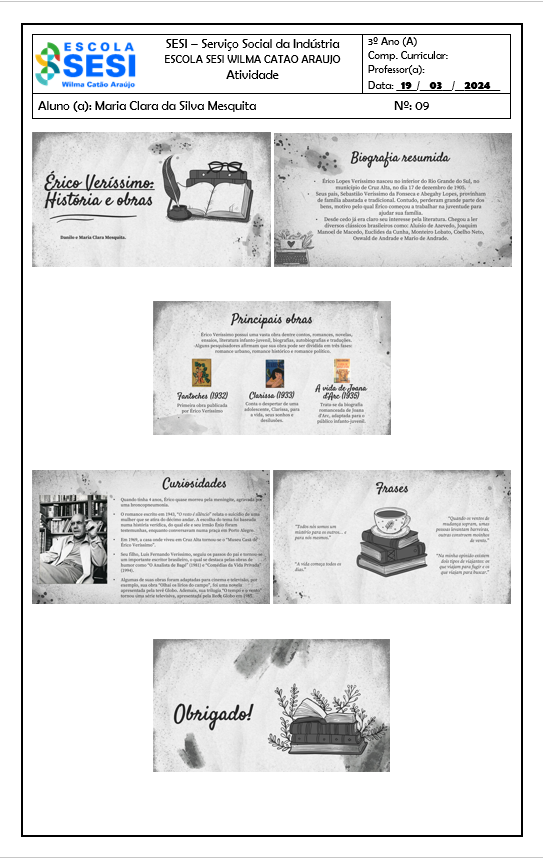 ESCOLA
SESI
Wilma Catão Araújo
SESI – Serviço Social da Indústria
ESCOLA SESI WILMA CATAO ARAUJO
Atividade
3º Ano (A)
Comp. Curricular:
Professor(a):
Data: 19 / 03 / 2024
Aluno (a): Maria Clara da Silva Mesquita
Nº: 09
Érico Veríssimo:
História e obras
Danilo e Maria Clara Mesquita.
Biografia resumida
Érico Lopes Veríssimo nasceu no interior do Rio Grande do Sul, no
município de Cruz Alta, no dia 17 de dezembro de 1905.
Seus pais, Sebastião Veríssimo da Fonseca e Abegahy Lopes, provinham
de família abastada e tradicional. Contudo, perderam grande parte dos
bens, motivo pelo qual Érico começou a trabalhar na juventude para
ajudar sua família.
Desde cedo já era claro seu interesse pela literatura. Chegou a ler
diversos clássicos brasileiros como: Aluísio de Azevedo, Joaquim
Manoel de Macedo, Euclides da Cunha, Monteiro Lobato, Coelho Neto,
Oswald de Andrade e Mario de Andrade.
Principais obras
Érico Veríssimo possui uma vasta obra dentre contos, romances, novelas,
ensaios, literatura infanto-juvenil, biografias, autobiografias e traduções.
Alguns pesquisadores afirmam que sua obra pode ser dividida em três fases:
romance urbano, romance histórico e romance político.
Fantoches (1932)
Primeira obra publicada
por Érico Veríssimo
Clarissa (1933)
Conta o despertar de uma
adolescente, Clarissa, para
a vida, seus sonhos e
desilusões.
A vida de Joana
d'Arc (1935)
Trata-se da biografia
romanceada de Joana
d'Arc, adaptada para o
público infanto juvenil.
Curiosidades
Quando tinha 4 anos, Érico quase morreu pela meningite, agravada por
uma broncopneumonia.
O romance escrito em 1943, "O resto é silêncio" relata o suicídio de uma
mulher que se atira do décimo andar. A escolha do tema foi baseada
numa história verídica, do qual ele e seu irmão Ênio foram
testemunhas, enquanto conversavam numa praça em Porto Alegre.
Em 1969, a casa onde viveu em Cruz Alta tornou-se o "Museu Casa de
Érico Veríssimo".
Seu filho, Luis Fernando Veríssimo, seguiu os passos do pai e tornou-se
um importante escritor brasileiro, o qual se destaca pelas obras de
humor como "O Analista de Bagé" (1981) e "Comédias da Vida Privada"
(1994).
Algumas de suas obras foram adaptadas para cinema e televisão, por
exemplo, sua obra "Olhai os lírios do campo", foi uma novela
apresentada pela tevê Globo. Ademais, sua trilogia "O tempo e o vento"
tornou uma série televisiva, apresentada pela Rede Globo em 1985.
Frases
"Todos nós somos um
mistério para os outros... e
para nós mesmos."
"A vida começa todos os
dias."
"Quando os ventos de
mudança sopram, umas
pessoas levantam barreiras,
outras constroem moinhos
de vento."
"Na minha opinião existem
dois tipos de viajantes: os
que viajam para fugir e os
que viajam para buscar."
Obrigado!